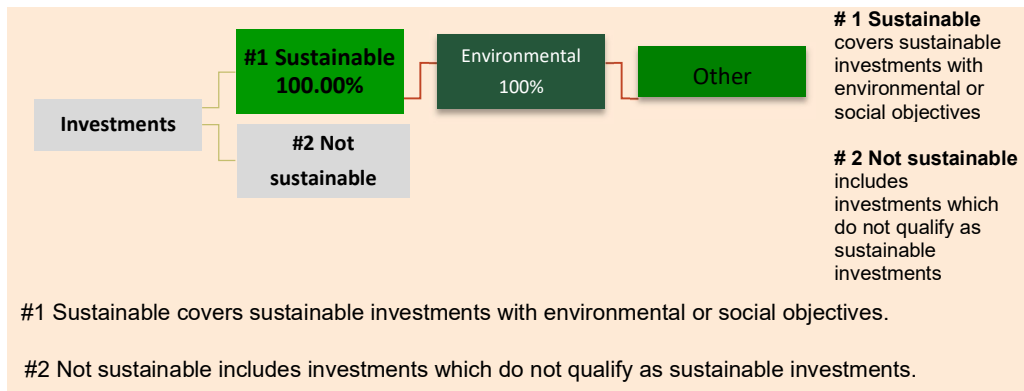 Investments
#1 Sustainable
100.00%
#2 Not
sustainable
Environmental
100%
Other
# 1 Sustainable
covers sustainable
investments with
environmental or
social objectives
# 2 Not sustainable
includes
investments which
do not qualify as
sustainable
investments
#1 Sustainable covers sustainable investments with environmental or social objectives.
#2 Not sustainable includes investments which do not qualify as sustainable investments.